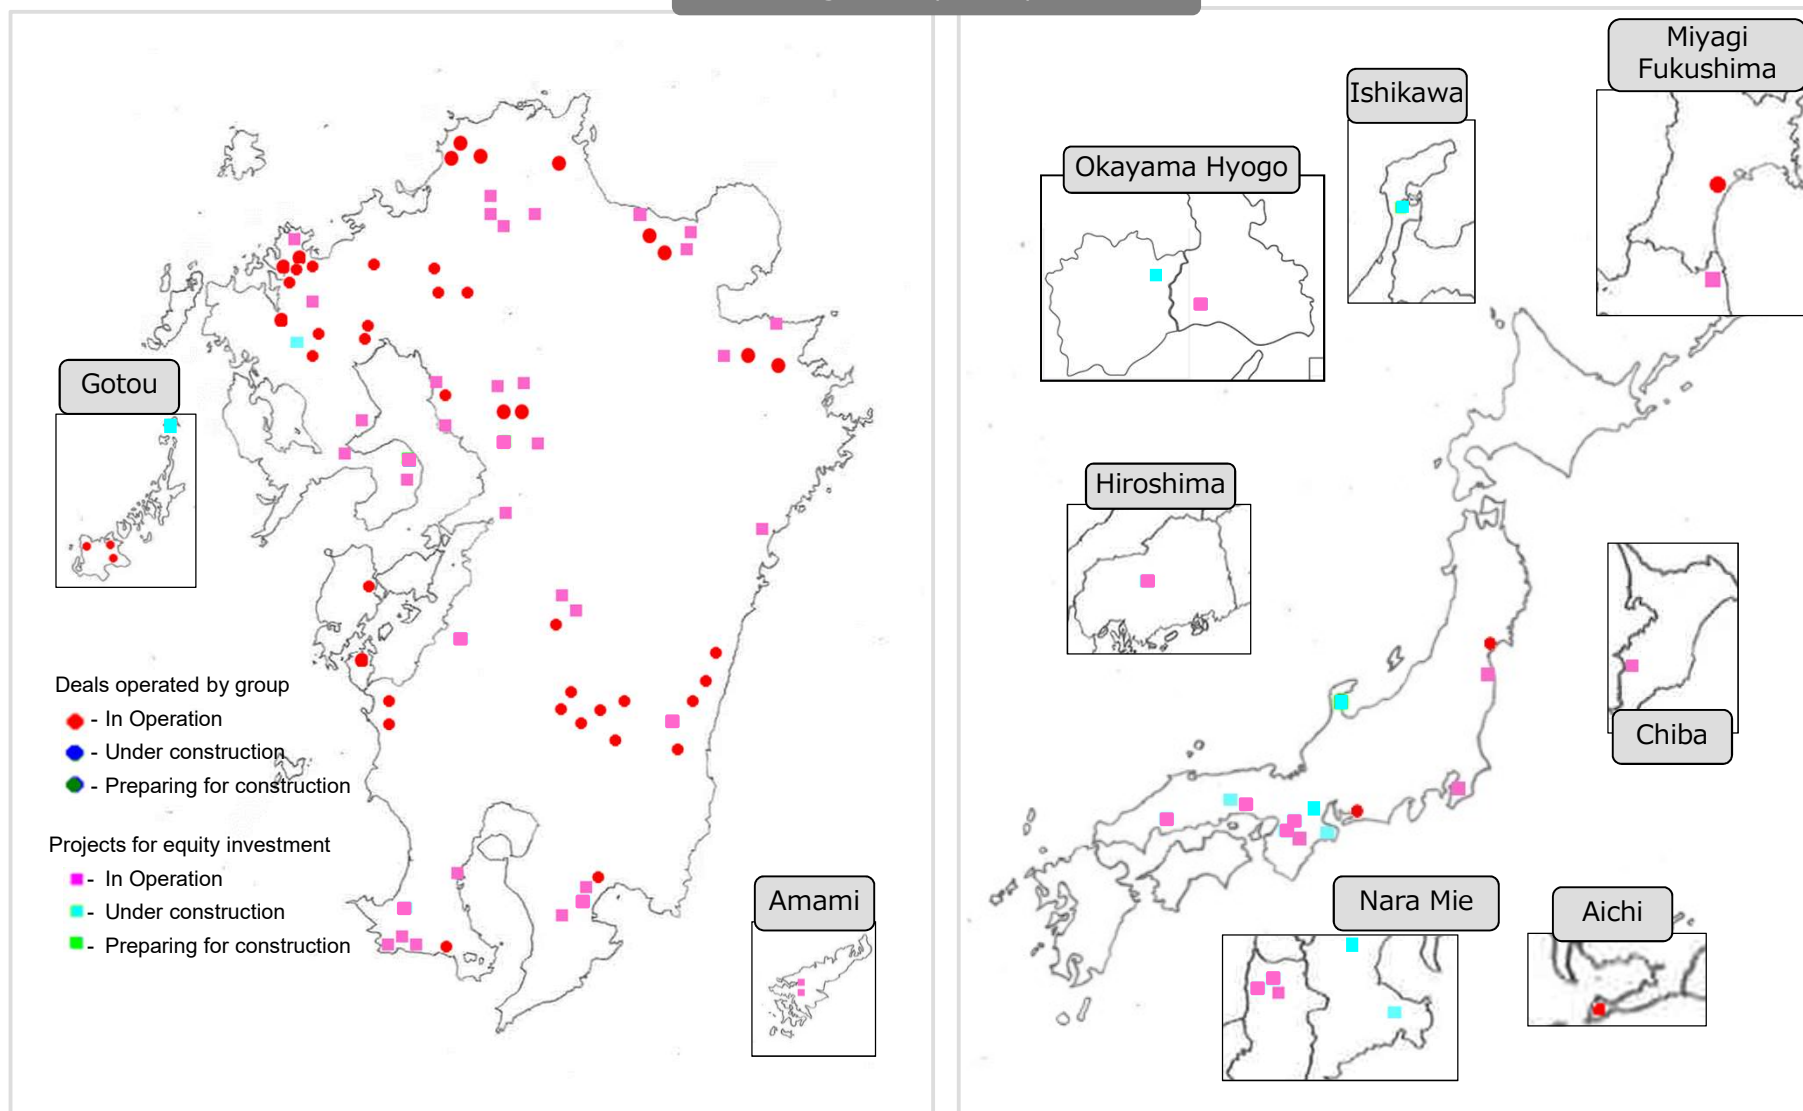 Miyagi
Fukushima
Ishikawa
Okayama Hyogo
Gotou
Hiroshima
Deals operated by group
- In Operation
- Under construction
- Preparing for construction
Chiba
Projects for equity investment
- In Operation
- Under construction
- Preparing for construction
Amami
Nara Mie
Aichi